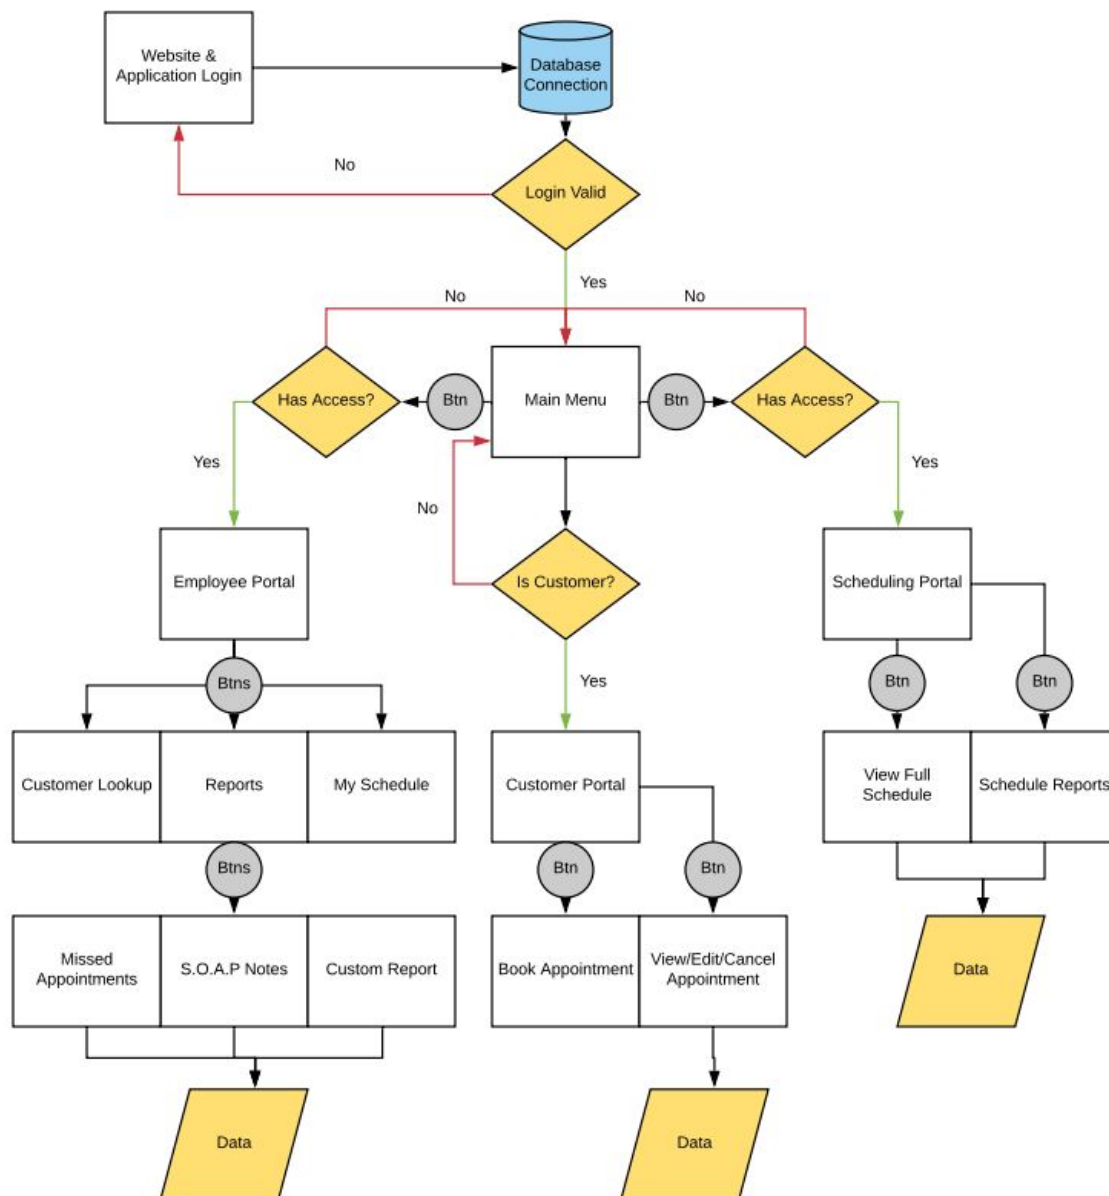 Website &
Application Login
Database
Connection
No
Login Valid
Yes
No
No
Has Access?
Btn
Main Menu
Btn
Has Access?
Yes
Yes
No
Employee Portal
Is Customer?
Scheduling Portal
Btns
Yes
Btn
Btn
Customer Lookup
Reports
My Schedule
Customer Portal
View Full
Schedule
Schedule Reports
Btns
Btn
Btn
Missed
Appointments
S.O.A.P Notes
Custom Report
Book Appointment
View/Edit/Cancel
Appointment
Data
Data
Data